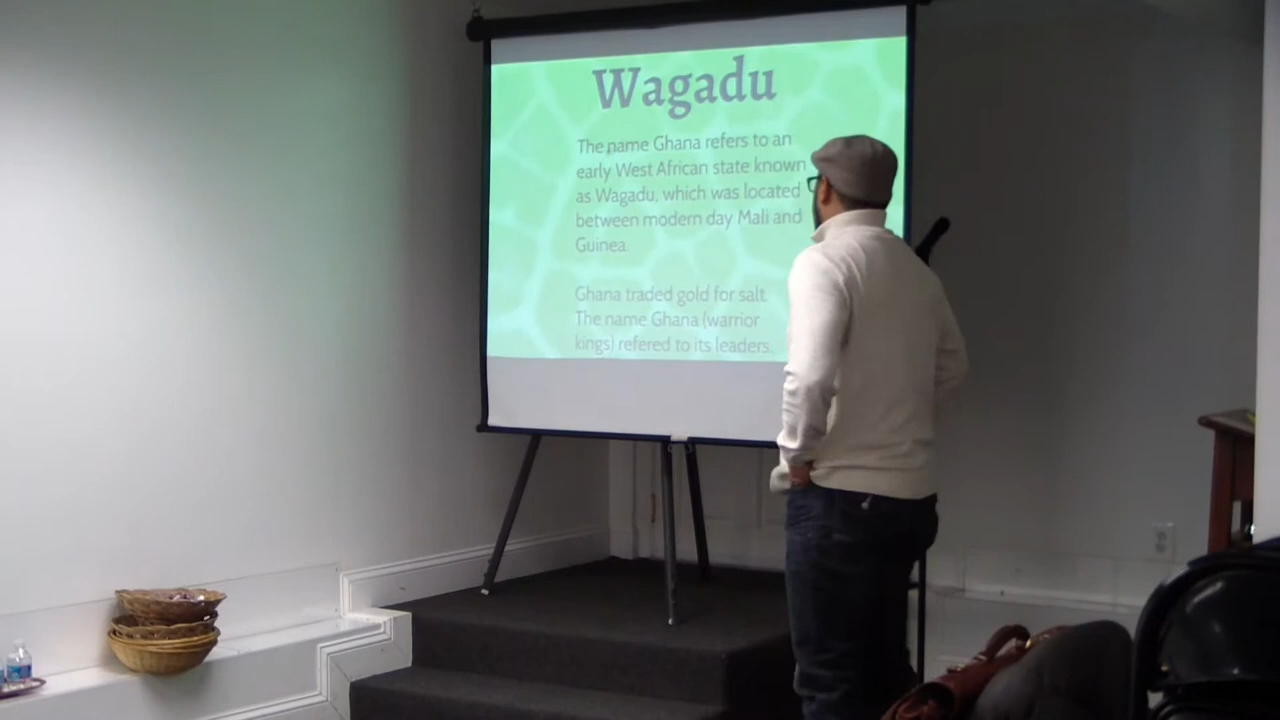 Wagadu
The name Ghana refers to an
early West African state known
as Wagadu, which was located
between modern day Mali and
Guinea.
Ghana traded gold for salt.
The name Ghana (warrior
kings) refered to its leaders.